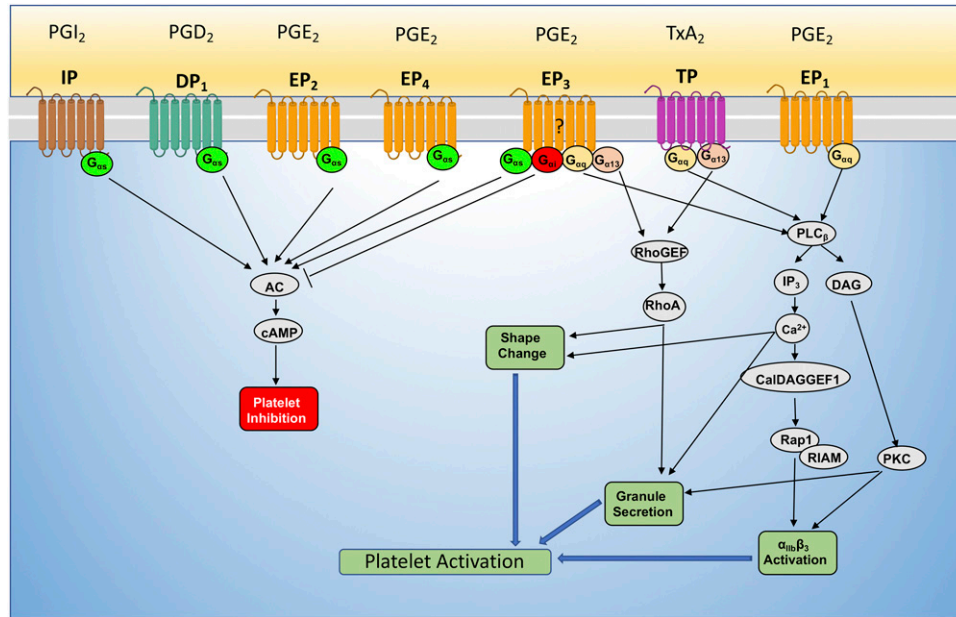 PGI₂ PGD₂ PGE₂ PGE₂ PGE₂ TxA₂ PGE₂
IP DP₁ EP₂ EP₄ EP₃ TP EP₁
?
Gαs Gαs Gαs Gαs Gαs Gαi Gαq Gα13 Gαq Gα13 Gαq
PLCβ
RhoGEF
AC IP₃ DAG
RhoA
cAMP Ca²⁺
Shape
Change
CalDAGGEF1
Platelet
Inhibition
Rap1
RIAM PKC
Granule
Secretion
αIIbβ₃
Activation
Platelet Activation